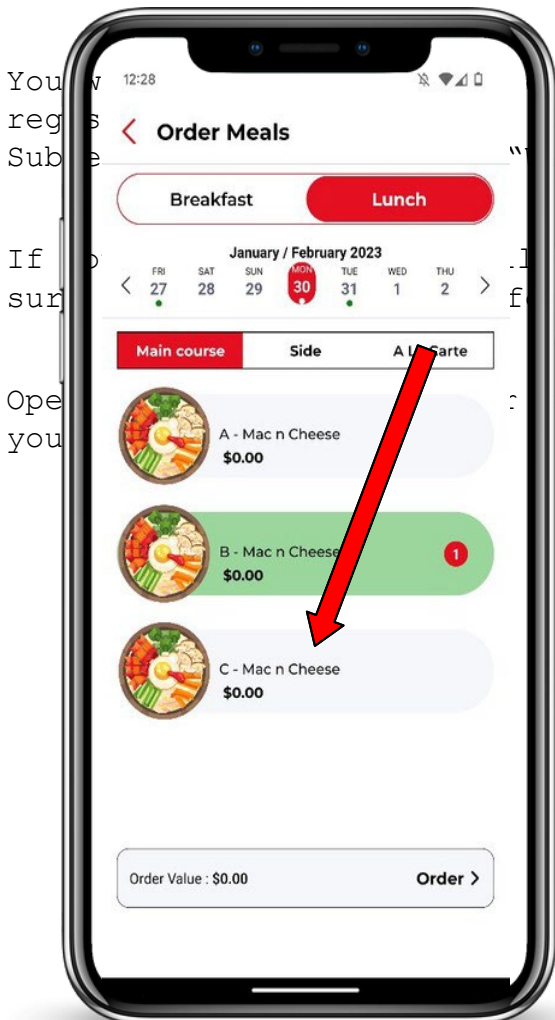 12:28
Order Meals
Breakfast Lunch
January / February 2023
FRI SAT SUN MON TUE WED THU
27 28 29 30 31 1 2
Main course Side A Carte
A - Mac n Cheese
$0.00
B - Mac n Cheese
1
$0.00
C - Mac n Cheese
$0.00
Order Value : $0.00 Order >
You
If